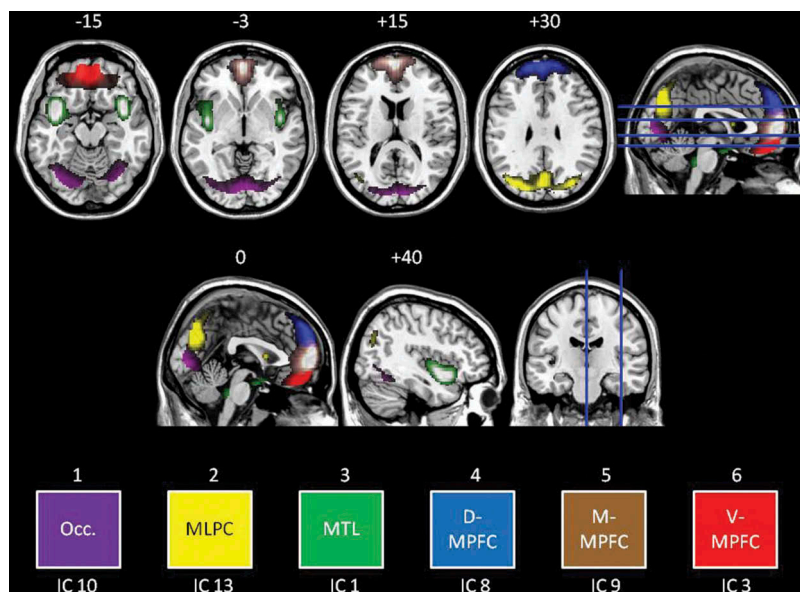 -15 -3 +15 +30
0 +40
1 2 3 4 5 6
Occ. MLPC MTL D-MPFC M-MPFC V-MPFC
IC 10 IC 13 IC 1 IC 8 IC 9 IC 3